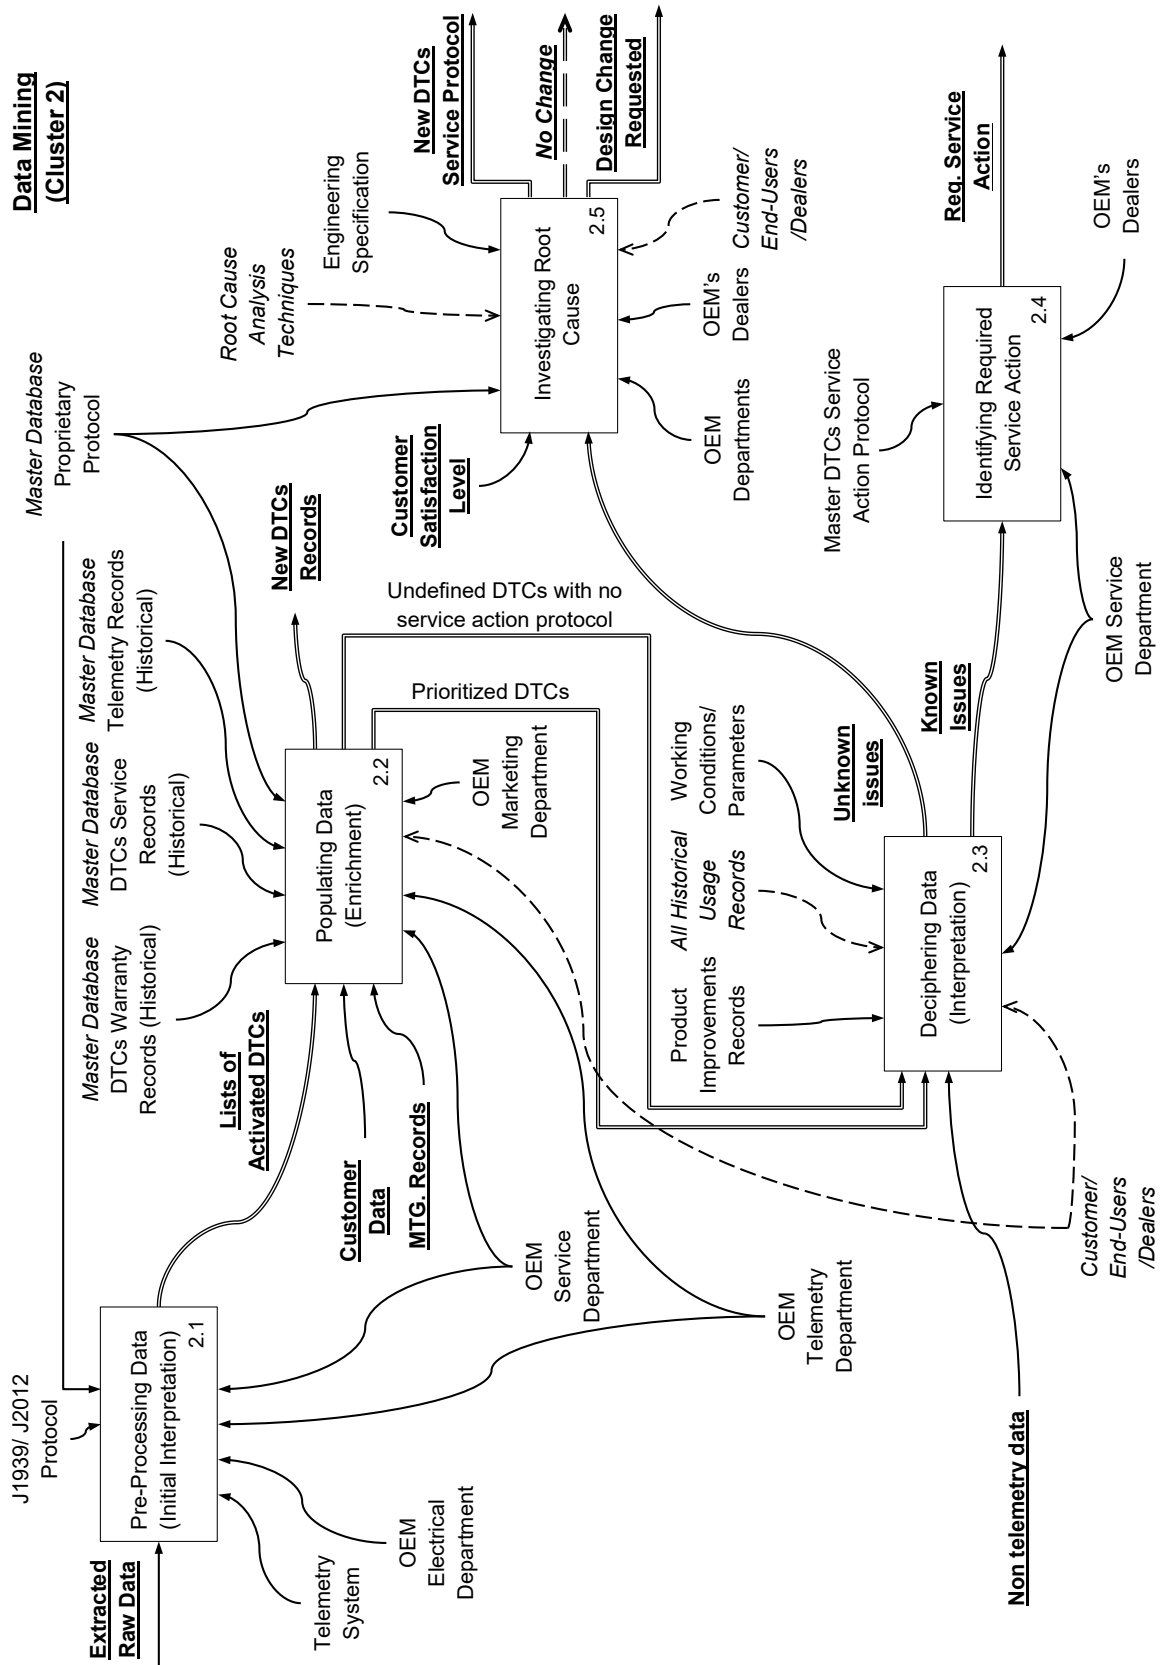 Data Mining
(Cluster 2)
Master Database
Proprietary
Protocol
J1939/ J2012
Protocol
Master Database
DTCs Warranty
Records (Historical)
Master Database
DTCs Service
Records
(Historical)
Master Database
Telemetry Records
(Historical)
Root Cause
Analysis
Techniques
Engineering
Specification
Extracted
Raw Data
Pre-Processing Data
(Initial Interpretation)
2.1
Telemetry
System
OEM
Electrical
Department
Lists of
Activated DTCs
Customer
Data
MTG. Records
Populating Data
(Enrichment)
2.2
New DTCs
Records
Undefined DTCs with no
service action protocol
Prioritized DTCs
OEM
Marketing
Department
OEM
Service
Department
OEM
Telemetry
Department
Customer
Satisfaction
Level
Investigating Root
Cause
2.5
New DTCs
Service Protocol
No Change
Design Change
Requested
OEM
Departments
OEM's
Dealers
Customer/
End-Users
/Dealers
Product
Improvements
Records
All Historical
Usage
Records
Working
Conditions/
Parameters
Unknown
issues
Known
Issues
Deciphering Data
(Interpretation)
2.3
Non telemetry data
Customer/
End-Users
/Dealers
OEM Service
Department
Master DTCs Service
Action Protocol
Identifying Required
Service Action
2.4
Req. Service
Action
OEM's
Dealers